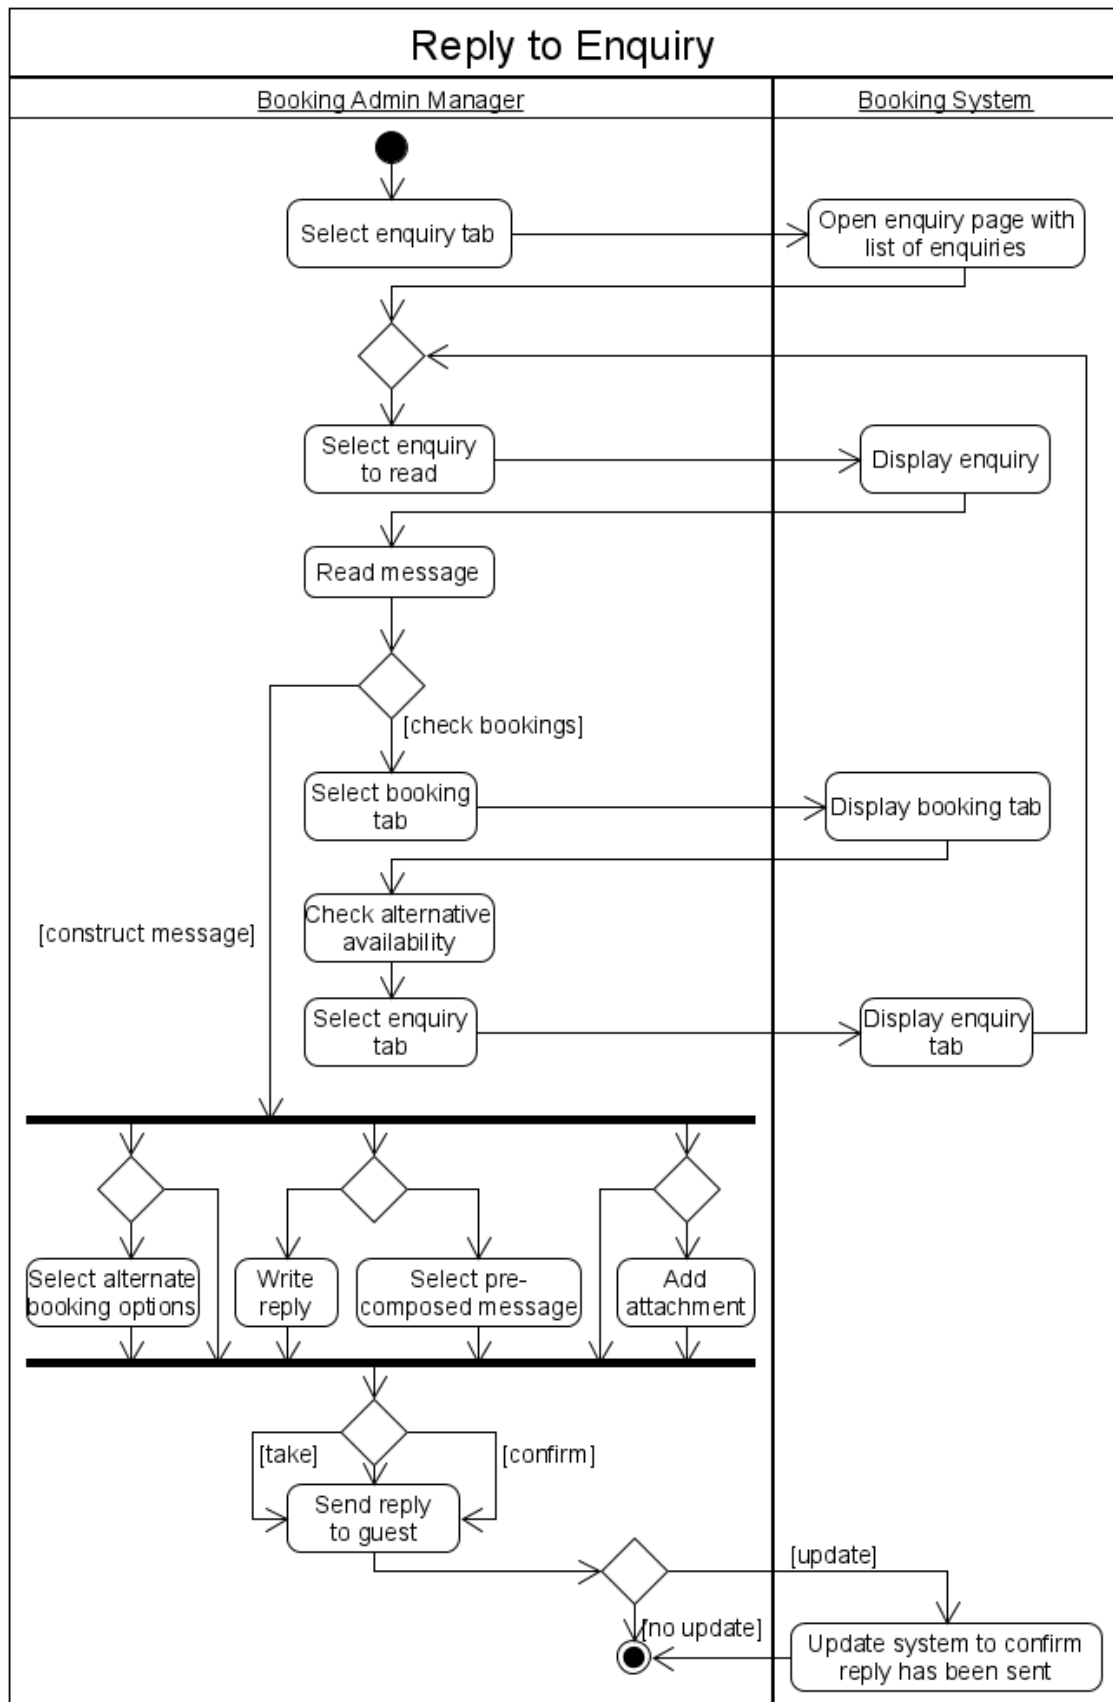 Reply to Enquiry
Booking Admin Manager
Booking System
Select enquiry tab
Open enquiry page with
list of enquiries
Select enquiry
to read
Display enquiry
Read message
[check bookings]
Select booking
tab
Display booking tab
Check alternative
availability
[construct message]
Select enquiry
tab
Display enquiry
tab
Select alternate
booking options
Write
reply
Select pre-
composed message
Add
attachment
[take]
[confirm]
Send reply
to guest
[update]
[no update]
Update system to confirm
reply has been sent